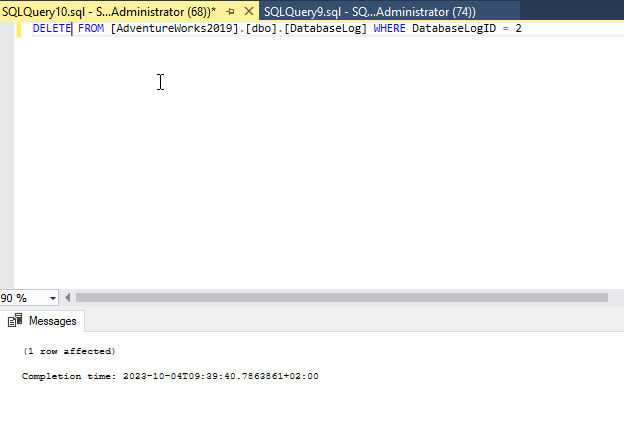 SQLQuery10.sql - S...Administrator (68))* SQLQuery9.sql - SQ...Administrator (74))
DELETE FROM [AdventureWorks2019].[dbo].[DatabaseLog] WHERE DatabaseLogID = 2
90 %
Messages
(1 row affected)
Completion time: 2023-10-04T09:39:40.7863861+02:00